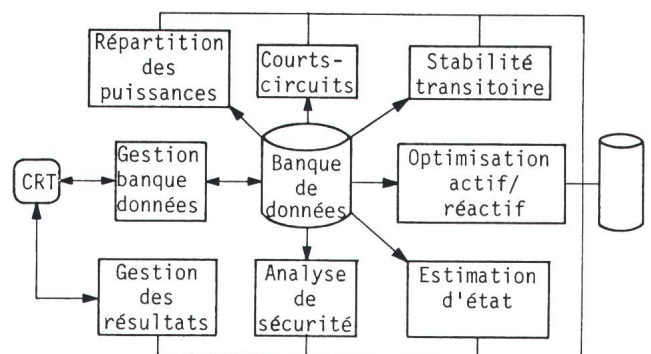 Répartition
des
puissances
Courts-
circuits
Stabilité
transitoire
CRT
Gestion
banque
données
Banque
de
données
Optimisation
actif/
réactif
Gestion
des
résultats
Analyse
de
sécurité
Estimation
d'état